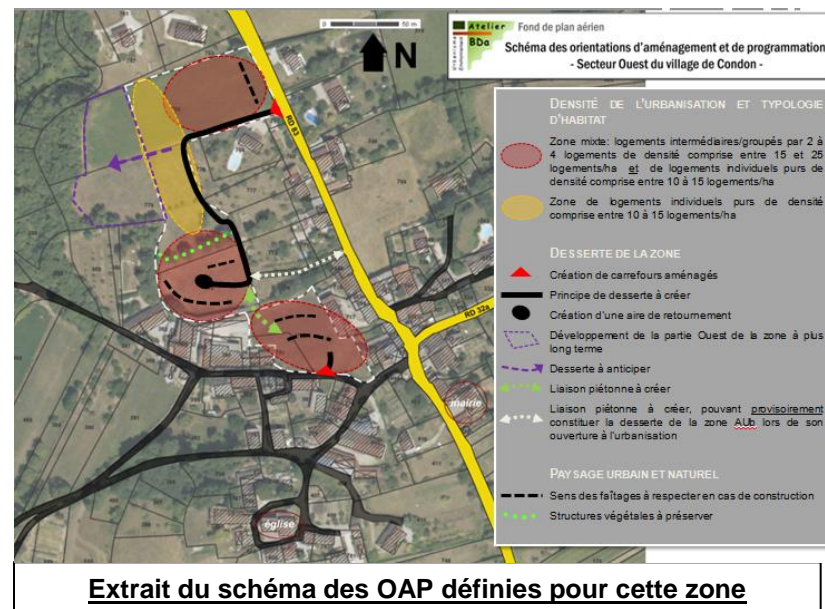 0 50 m
N
Atelier
BDa
Fond de plan aérien
Schéma des orientations d'aménagement et de programmation
- Secteur Ouest du village de Condon -
RD 83
RD 32a
mairie
église
DENSITÉ DE L'URBANISATION ET TYPOLOGIE
D'HABITAT
Zone mixte: logements intermédiaires/groupés par 2 à
4 logements de densité comprise entre 15 et 25
logements/ha et de logements individuels purs de
densité comprise entre 10 à 15 logements/ha
Zone de logements individuels purs de densité
comprise entre 10 à 15 logements/ha
DESSERTE DE LA ZONE
Création de carrefours aménagés
Principe de desserte à créer
Création d'une aire de retournement
Développement de la partie Ouest de la zone à plus
long terme
Desserte à anticiper
Liaison piétonne à créer
Liaison piétonne à créer, pouvant provisoirement
constituer la desserte de la zone AUb lors de son
ouverture à l'urbanisation
PAYSAGE URBAIN ET NATUREL
Sens des faîtages à respecter en cas de construction
Structures végétales à préserver
Extrait du schéma des OAP définies pour cette zone